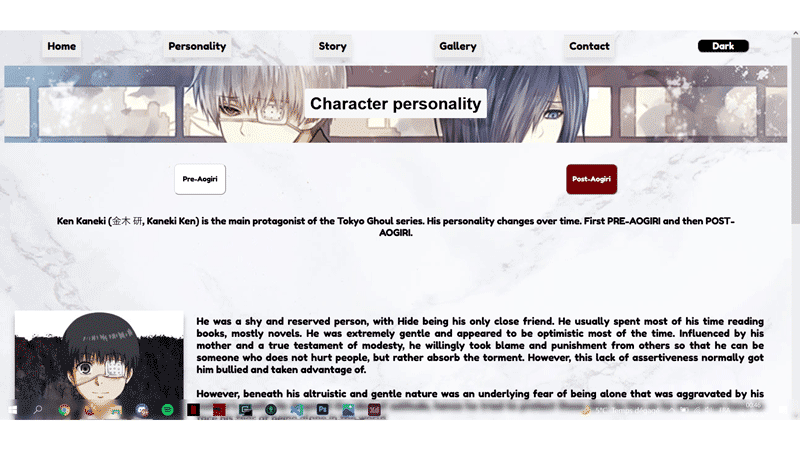 Home Personality Story Gallery Contact Dark
Character personality
Pre-Aogiri Post-Aogiri
Ken Kaneki (金木 研, Kaneki Ken) is the main protagonist of the Tokyo Ghoul series. His personality changes over time. First PRE-AOGIRI and then POST-
AOGIRI.
He was a shy and reserved person, with Hide being his only close friend. He usually spent most of his time reading
books, mostly novels. He was extremely gentle and appeared to be optimistic most of the time. Influenced by his
mother and a true testament of modesty, he willingly took blame and punishment from others so that he can be
someone who does not hurt people, but rather absorb the torment. However, this lack of assertiveness normally got
him bullied and taken advantage of.
However, beneath his altruistic and gentle nature was an underlying fear of being alone that was aggravated by his